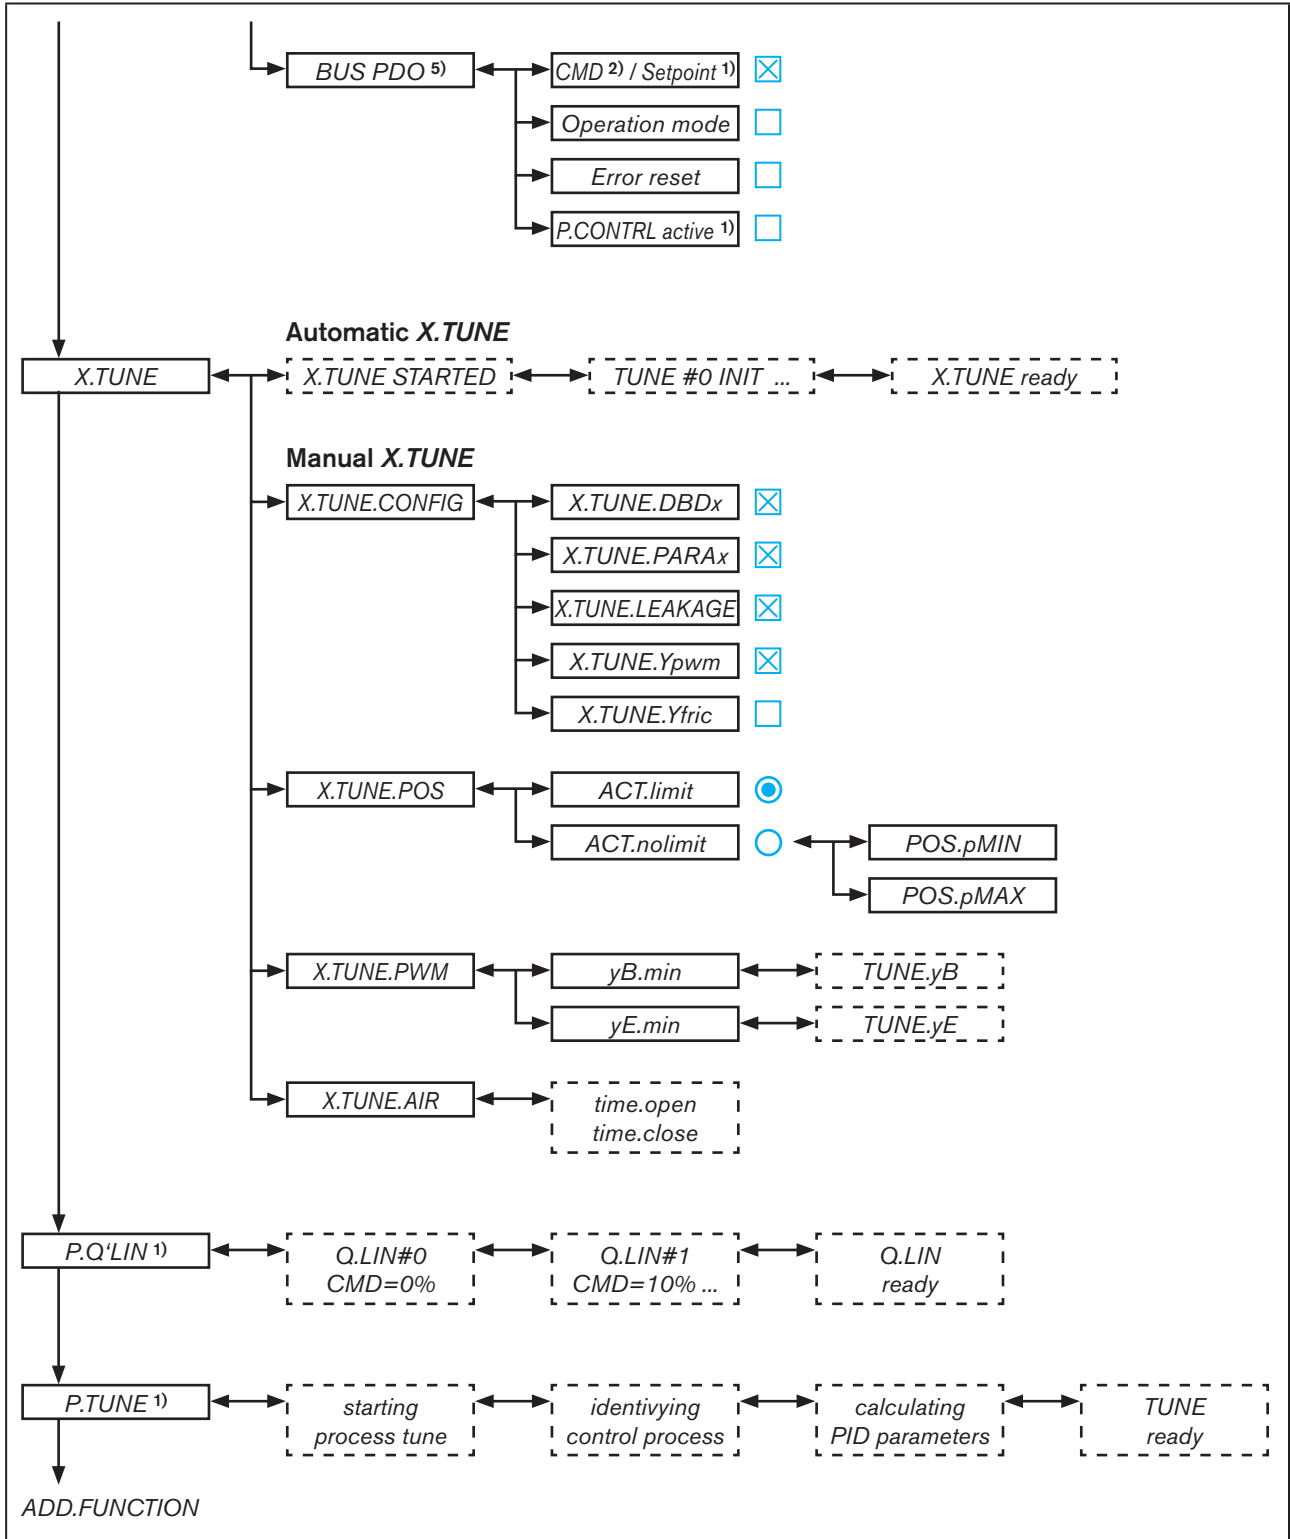 BUS PDO 5)
CMD 2) / Setpoint 1)
Operation mode
Error reset
P.CONTRL active 1)
Automatic X.TUNE
X.TUNE
X.TUNE STARTED
TUNE #0 INIT ...
X.TUNE ready
Manual X.TUNE
X.TUNE.CONFIG
X.TUNE.DBDx
X.TUNE.PARAx
X.TUNE.LEAKAGE
X.TUNE.Ypwm
X.TUNE.Yfric
X.TUNE.POS
ACT.limit
ACT.nolimit
POS.pMIN
POS.pMAX
X.TUNE.PWM
yB.min
TUNE.yB
yE.min
TUNE.yE
X.TUNE.AIR
time.open
time.close
P.Q'LIN 1)
Q.LIN#0
CMD=0%
Q.LIN#1
CMD=10% ...
Q.LIN
ready
P.TUNE 1)
starting
process tune
identivying
control process
calculating
PID parameters
TUNE
ready
ADD.FUNCTION